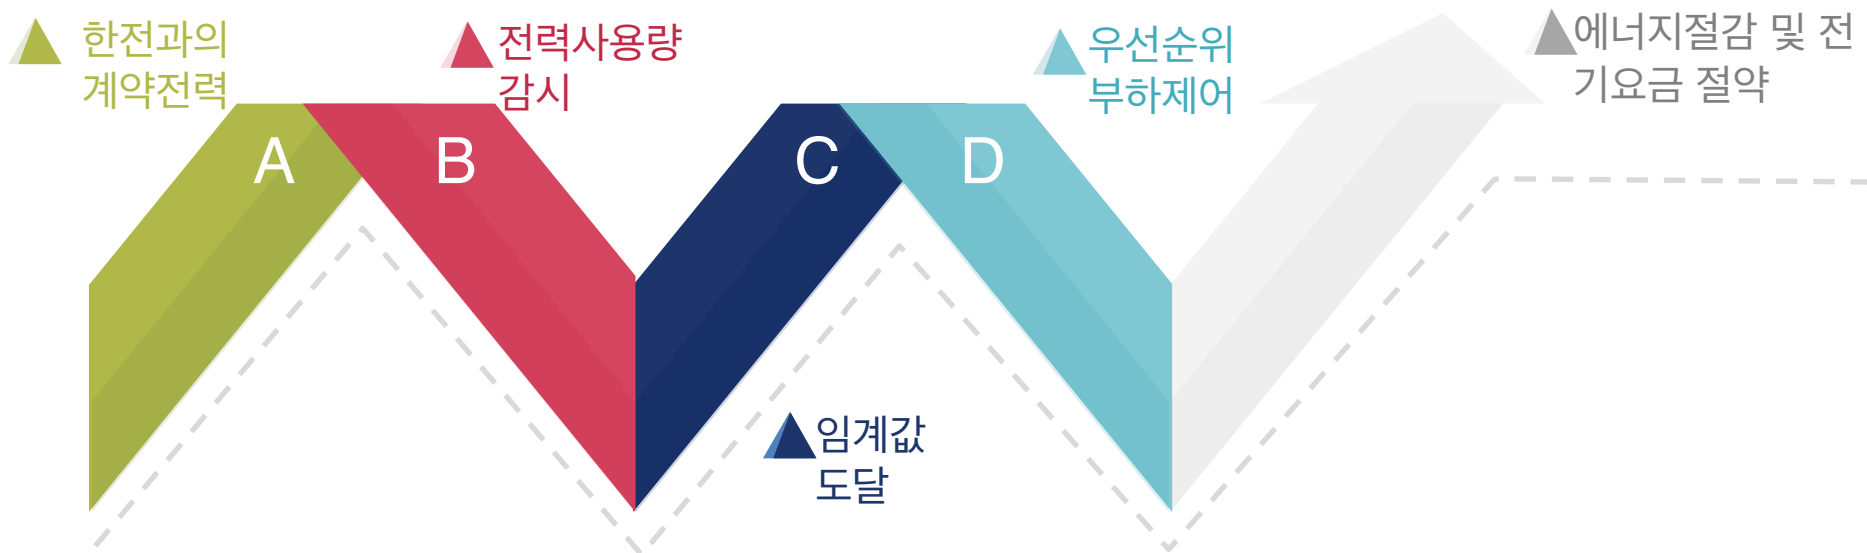 한전과의
계약전력
전력사용량
감시
우선순위
부하제어
에너지절감 및 전
기요금 절약
A
B
C
D
임계값
도달